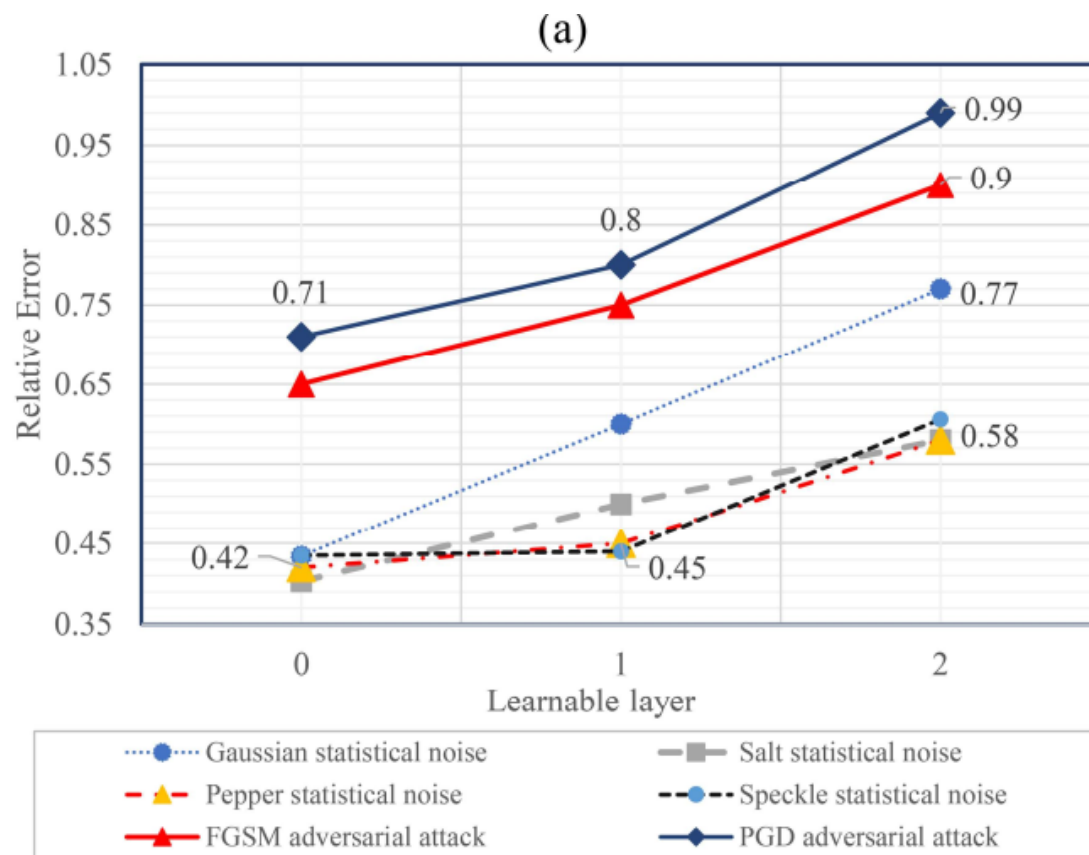 (a)
1.05
0.95
0.85
0.75
0.65
0.55
0.45
0.35
Relative Error
0.71
0.8
0.99
0.9
0.77
0.58
0.42
0.45
0 1 2
Learnable layer
Gaussian statistical noise Salt statistical noise
Pepper statistical noise Speckle statistical noise
FGSM adversarial attack PGD adversarial attack